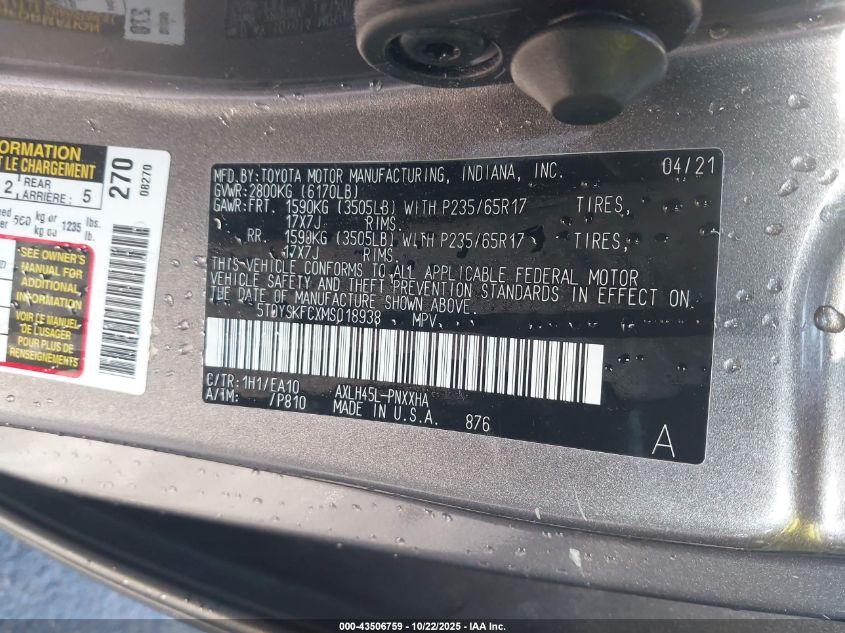 MFD.BY:TOYOTA MOTOR MANUFACTURING, INDIANA, INC. 04/21
GVWR:2800KG (6170LB)
GAWR:FRT. 1590KG (3505LB) WITH P235/65R17 TIRES,
17X7J RIMS.
RR. 1590KG (3505LB) WITH P235/65R17 TIRES,
17X7J RIMS.
THIS VEHICLE CONFORMS TO ALL APPLICABLE FEDERAL MOTOR
VEHICLE SAFETY AND THEFT PREVENTION STANDARDS IN EFFECT ON
THE DATE OF MANUFACTURE SHOWN ABOVE.
5TDYSKFCXMS018938 MPV
C/TR:1H1/EA10 AXLH45L-PNXXHA
A/TM: /P810 MADE IN U.S.A. 876
A
ORMATION
T LE CHARGEMENT
2 REAR ARRIÈRE: 5
560 kg or kg ou 1235 lbs. lb.
270
08270
SEE OWNER'S
MANUAL FOR
ADDITIONAL
INFORMATION
VOIR LE MANUEL
DE L'USAGER
POUR PLUS DE
RENSEIGNEMENTS
000-43506759 - 10/22/2025 - IAA Inc.